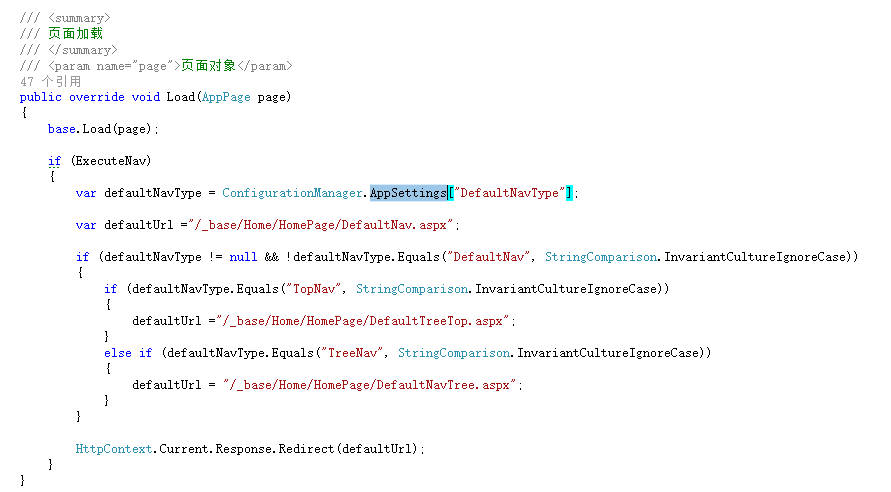 /// <summary>
/// 页面加载
/// </summary>
/// <param name="page">页面对象</param>
47 个引用
public override void Load(AppPage page)
{
    base.Load(page);

    if (ExecuteNav)
    {
        var defaultNavType = ConfigurationManager.AppSettings["DefaultNavType"];

        var defaultUrl ="/_base/Home/HomePage/DefaultNav.aspx";

        if (defaultNavType != null && !defaultNavType.Equals("DefaultNav", StringComparison.InvariantCultureIgnoreCase))
        {
            if (defaultNavType.Equals("TopNav", StringComparison.InvariantCultureIgnoreCase))
            {
                defaultUrl ="/_base/Home/HomePage/DefaultTreeTop.aspx";
            }
            else if (defaultNavType.Equals("TreeNav", StringComparison.InvariantCultureIgnoreCase))
            {
                defaultUrl = "/_base/Home/HomePage/DefaultNavTree.aspx";
            }
        }

        HttpContext.Current.Response.Redirect(defaultUrl);
    }
}